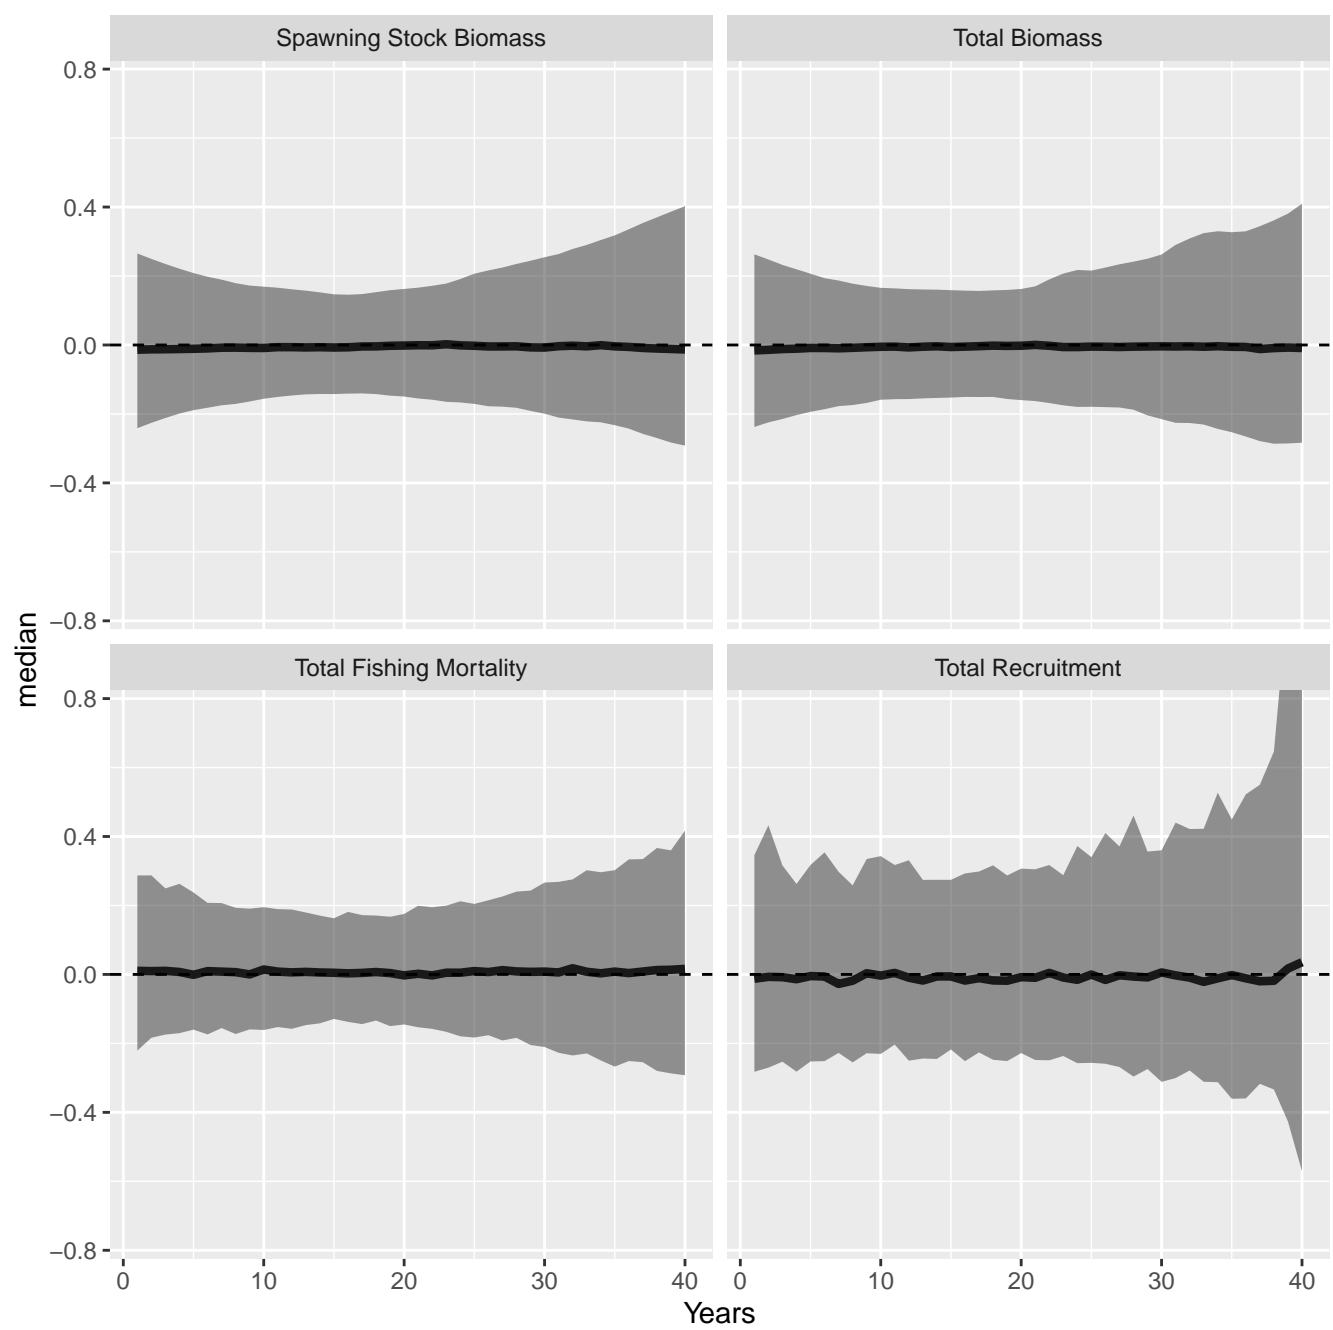 Spawning Stock Biomass
Total Biomass
0.8
0.4
0.0
−0.4
−0.8
median
Total Fishing Mortality
Total Recruitment
0.8
0.4
0.0
−0.4
−0.8
0 10 20 30 40
0 10 20 30 40
Years